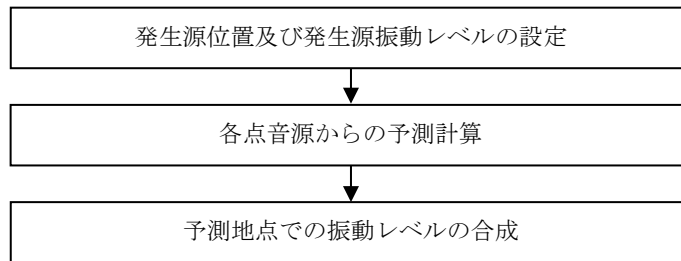 発生源位置及び発生源振動レベルの設定
各点音源からの予測計算
予測地点での振動レベルの合成